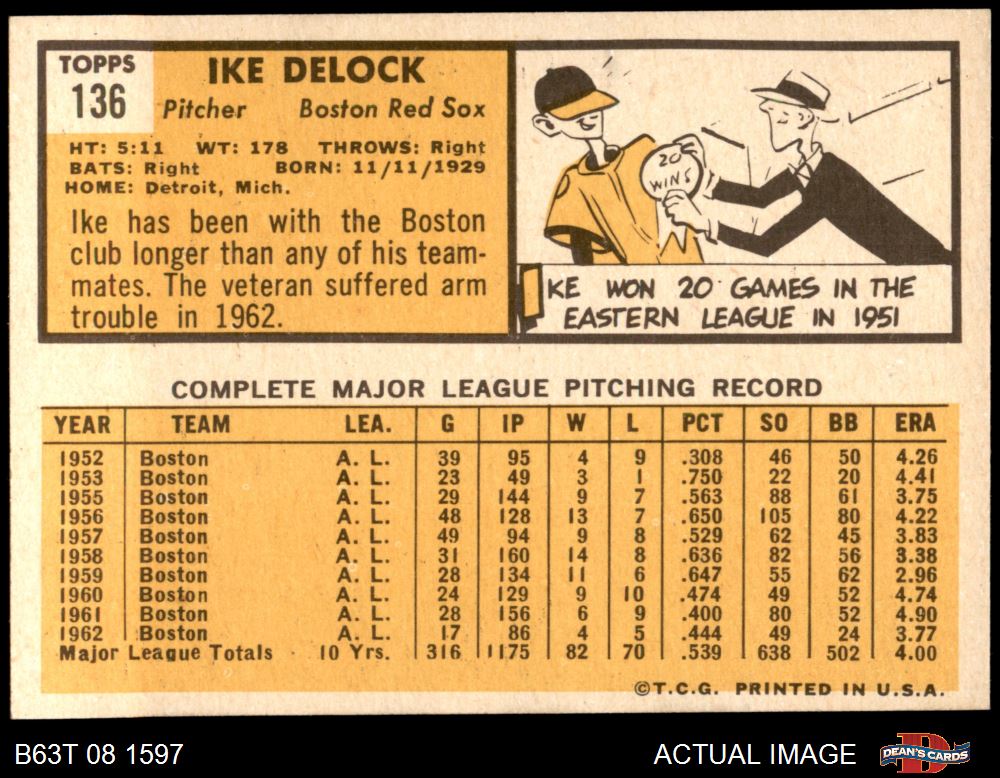 TOPPS
136
IKE DELOCK
Pitcher Boston Red Sox
HT: 5:11 WT: 178 THROWS: Right
BATS: Right BORN: 11/11/1929
HOME: Detroit, Mich.
Ike has been with the Boston
club longer than any of his team-
mates. The veteran suffered arm
trouble in 1962.
20
WINS
IKE WON 20 GAMES IN THE
EASTERN LEAGUE IN 1951
COMPLETE MAJOR LEAGUE PITCHING RECORD
YEAR TEAM LEA. G IP W L PCT SO BB ERA
1952 Boston A. L. 39 95 4 9 .308 46 50 4.26
1953 Boston A. L. 23 49 3 1 .750 22 20 4.41
1955 Boston A. L. 29 144 9 7 .563 88 61 3.75
1956 Boston A. L. 48 128 13 7 .650 105 80 4.22
1957 Boston A. L. 49 94 9 8 .529 62 45 3.83
1958 Boston A. L. 31 160 14 8 .636 82 56 3.38
1959 Boston A. L. 28 134 11 6 .647 55 62 2.96
1960 Boston A. L. 24 129 9 10 .474 49 52 4.74
1961 Boston A. L. 28 156 6 9 .400 80 52 4.90
1962 Boston A. L. 17 86 4 5 .444 49 24 3.77
Major League Totals 10 Yrs. 316 1175 82 70 .539 638 502 4.00
©T.C.G. PRINTED IN U.S.A.
B63T 08 1597 ACTUAL IMAGE DEAN'S CARDS